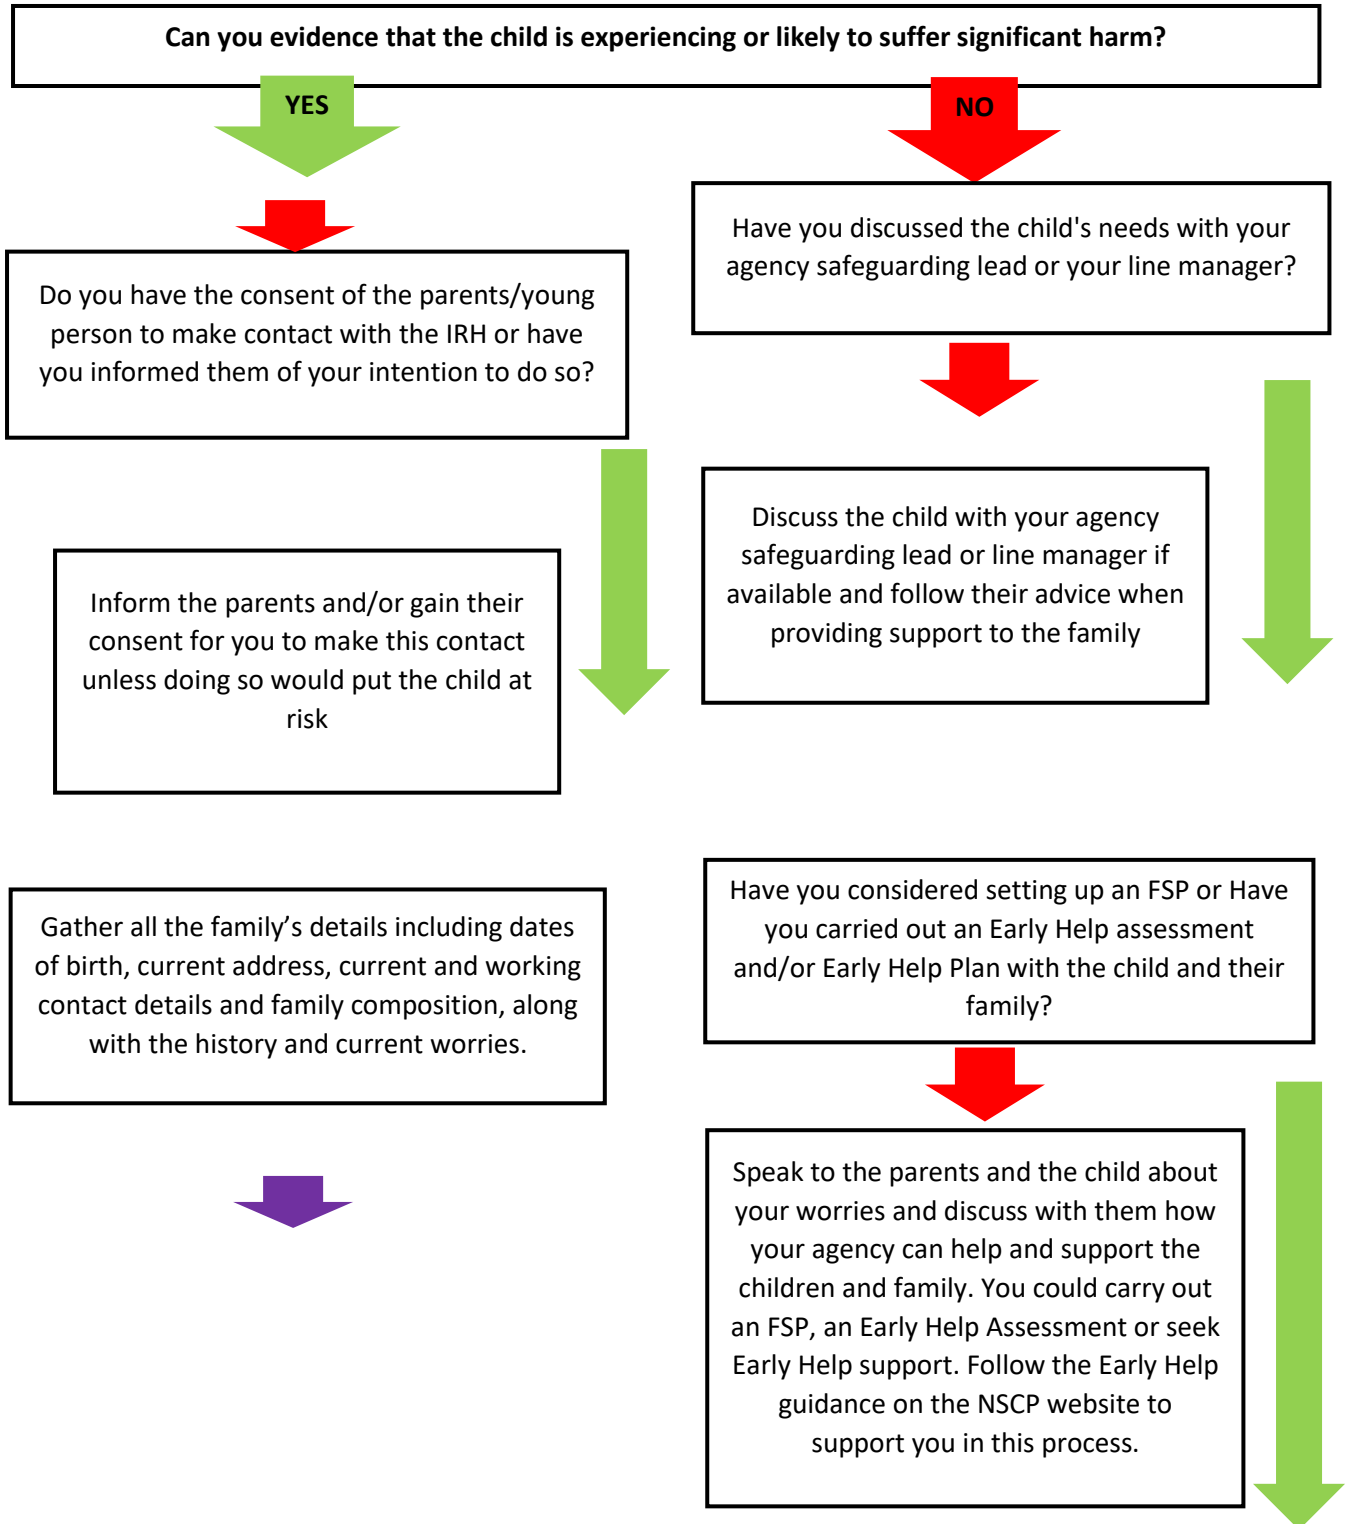 Can you evidence that the child is experiencing or likely to suffer significant harm?
YES
NO
Do you have the consent of the parents/young
person to make contact with the IRH or have
you informed them of your intention to do so?
Inform the parents and/or gain their
consent for you to make this contact
unless doing so would put the child at
risk
Gather all the family’s details including dates
of birth, current address, current and working
contact details and family composition, along
with the history and current worries.
Have you discussed the child's needs with your
agency safeguarding lead or your line manager?
Discuss the child with your agency
safeguarding lead or line manager if
available and follow their advice when
providing support to the family
Have you considered setting up an FSP or Have
you carried out an Early Help assessment
and/or Early Help Plan with the child and their
family?
Speak to the parents and the child about
your worries and discuss with them how
your agency can help and support the
children and family. You could carry out
an FSP, an Early Help Assessment or seek
Early Help support. Follow the Early Help
guidance on the NSCP website to
support you in this process.